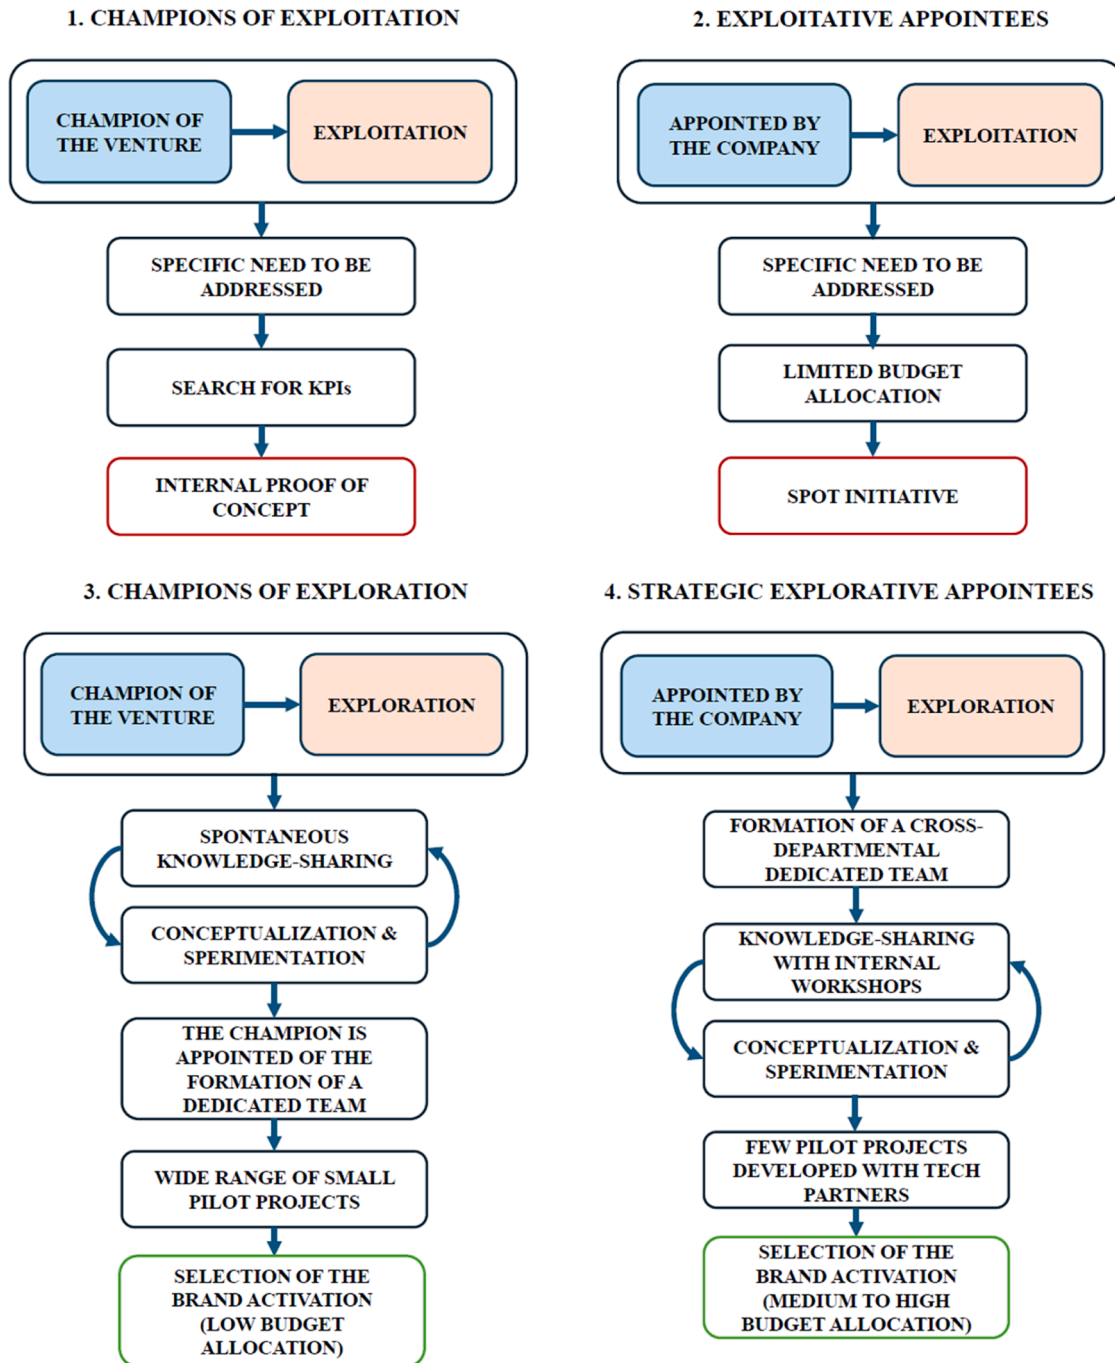 1. CHAMPIONS OF EXPLOITATION
CHAMPION OF
THE VENTURE
EXPLOITATION
SPECIFIC NEED TO BE
ADDRESSED
SEARCH FOR KPIs
INTERNAL PROOF OF
CONCEPT
2. EXPLOITATIVE APPOINTEES
APPOINTED BY
THE COMPANY
EXPLOITATION
SPECIFIC NEED TO BE
ADDRESSED
LIMITED BUDGET
ALLOCATION
SPOT INITIATIVE
3. CHAMPIONS OF EXPLORATION
CHAMPION OF
THE VENTURE
EXPLORATION
SPONTANEOUS
KNOWLEDGE-SHARING
CONCEPTUALIZATION &
SPERIMENTATION
THE CHAMPION IS
APPOINTED OF THE
FORMATION OF A
DEDICATED TEAM
WIDE RANGE OF SMALL
PILOT PROJECTS
SELECTION OF THE
BRAND ACTIVATION
(LOW BUDGET
ALLOCATION)
4. STRATEGIC EXPLORATIVE APPOINTEES
APPOINTED BY
THE COMPANY
EXPLORATION
FORMATION OF A CROSS-
DEPARTMENTAL
DEDICATED TEAM
KNOWLEDGE-SHARING
WITH INTERNAL
WORKSHOPS
CONCEPTUALIZATION &
SPERIMENTATION
FEW PILOT PROJECTS
DEVELOPED WITH TECH
PARTNERS
SELECTION OF THE
BRAND ACTIVATION
(MEDIUM TO HIGH
BUDGET ALLOCATION)